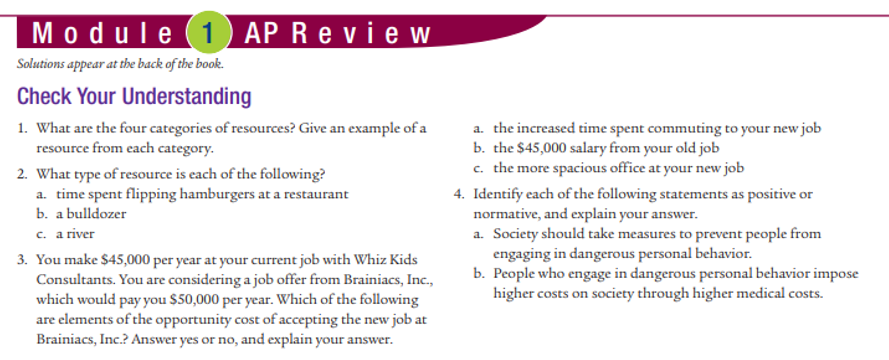 Module 1 AP Review
Solutions appear at the back of the book.
Check Your Understanding
1. What are the four categories of resources? Give an example of a
resource from each category.
2. What type of resource is each of the following?
a. time spent flipping hamburgers at a restaurant
b. a bulldozer
c. a river
3. You make $45,000 per year at your current job with Whiz Kids
Consultants. You are considering a job offer from Brainiacs, Inc.,
which would pay you $50,000 per year. Which of the following
are elements of the opportunity cost of accepting the new job at
Brainiacs, Inc.? Answer yes or no, and explain your answer.
a. the increased time spent commuting to your new job
b. the $45,000 salary from your old job
c. the more spacious office at your new job
4. Identify each of the following statements as positive or
normative, and explain your answer.
a. Society should take measures to prevent people from
engaging in dangerous personal behavior.
b. People who engage in dangerous personal behavior impose
higher costs on society through higher medical costs.